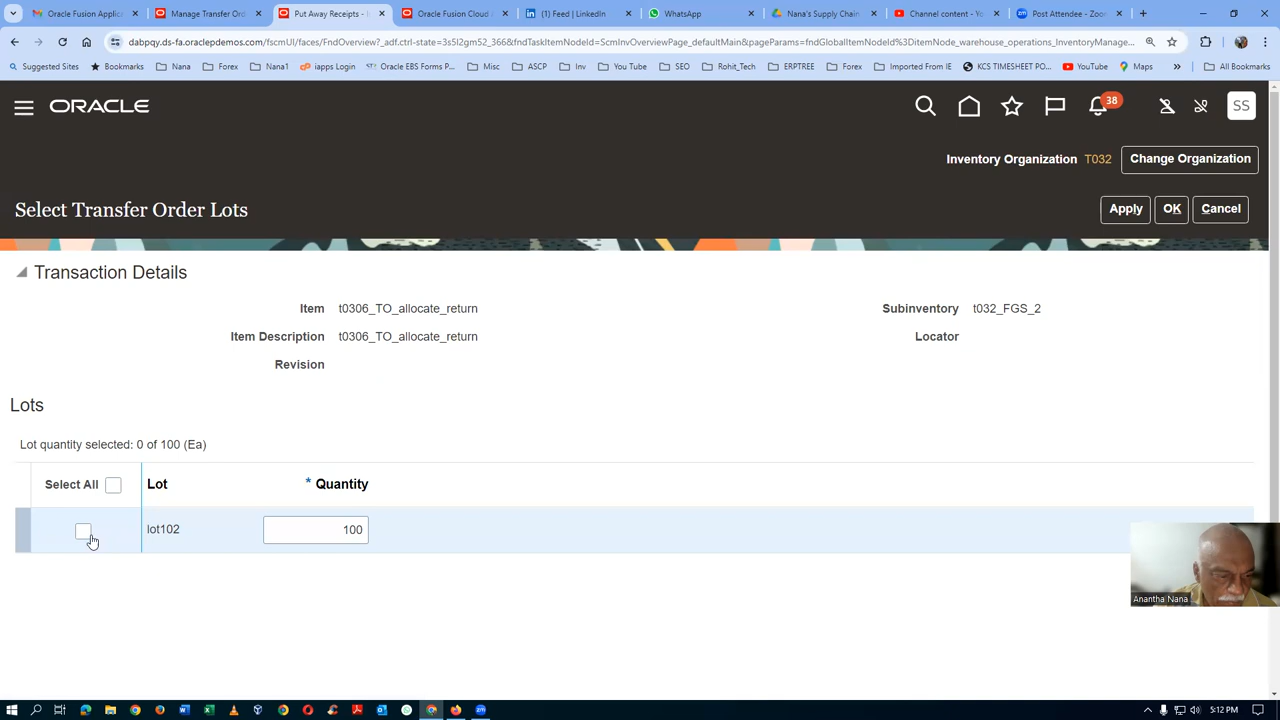 Oracle Fusion Applic
Manage Transfer Ord
Put Away Receipts -
Oracle Fusion Cloud
(1) Feed | LinkedIn
WhatsApp
Nana's Supply Chain
Channel content - Yo
Post Attendee - Zoo
dabpqy.ds-fa.oraclepdemos.com/fscmUI/faces/FndOverview?_adf.ctrl-state=3s5l2gm52_366&fndTaskItemNodeId=ScmInvOverviewPage_defaultMain&pageParams=fndGlobalItemNodeId%3DitemNode_warehouse_operations_InventoryManage...
Suggested Sites
Bookmarks
Nana
Forex
Nana1
iapps Login
Oracle EBS Forms P...
Misc
ASCP
Inv
You Tube
SEO
Rohit_Tech
ERPTREE
Forex
Imported From IE
KCS TIMESHEET PO...
YouTube
Maps
»
All Bookmarks
ORACLE
38
SS
Inventory Organization T032 Change Organization
Select Transfer Order Lots
Apply OK Cancel
Transaction Details
Item t0306_TO_allocate_return
Subinventory t032_FGS_2
Item Description t0306_TO_allocate_return
Locator
Revision
Lots
Lot quantity selected: 0 of 100 (Ea)
Select All Lot * Quantity
lot102 100
Anantha Nana
5:12 PM